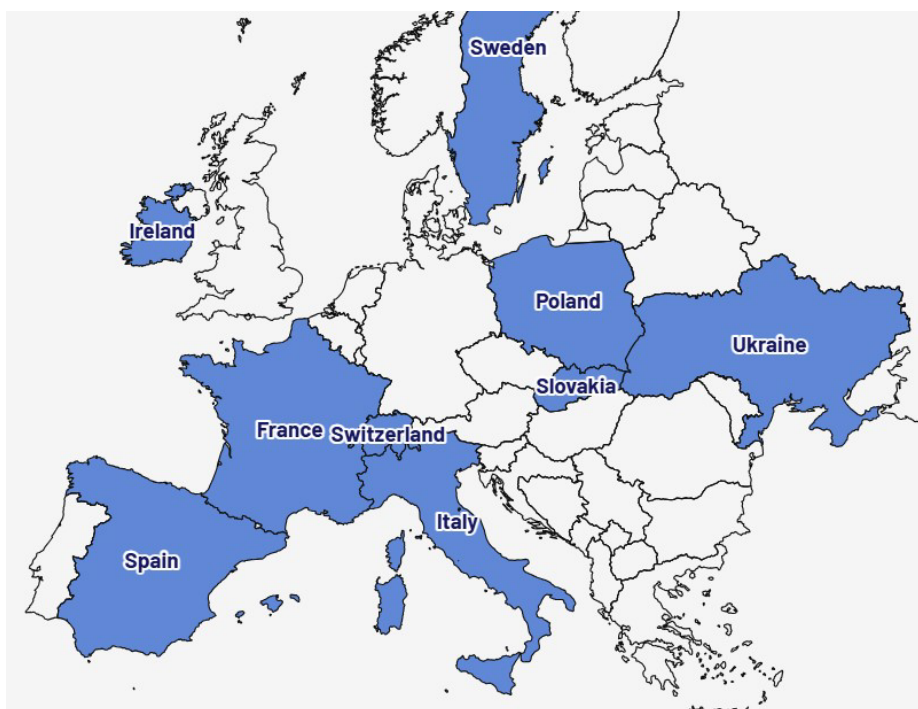 Sweden
Ireland
Poland
Ukraine
Slovakia
France
Switzerland
Italy
Spain